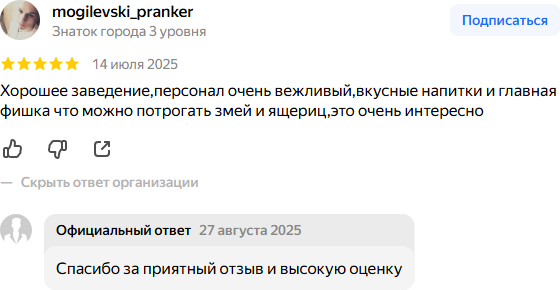 mogilevski_pranker
Подписаться
Знаток города 3 уровня
14 июля 2025
Хорошее заведение,персонал очень вежливый,вкусные напитки и главная
фишка что можно потрогать змей и ящериц,это очень интересно
— Скрыть ответ организации
Официальный ответ 27 августа 2025
Спасибо за приятный отзыв и высокую оценку